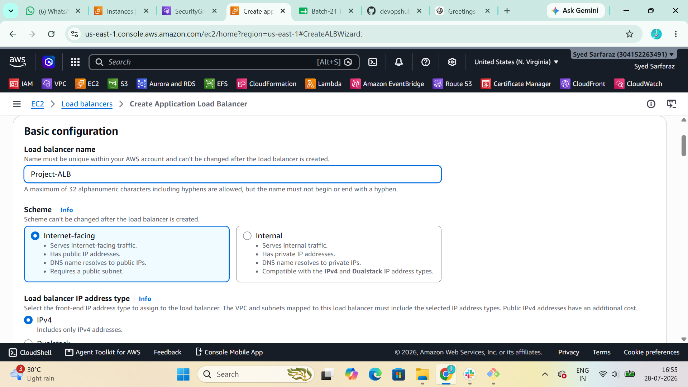 (6) WhatsA
Instances |
SecurityGr
Create app
Batch-21
devopshul
Greetings
Ask Gemini
us-east-1.console.aws.amazon.com/ec2/home?region=us-east-1#CreateALBWizard;
aws
Search
[Alt+S]
United States (N. Virginia)
Syed Sarfaraz (304152263491)
Syed Sarfaraz
IAM
VPC
EC2
S3
Aurora and RDS
EFS
CloudFormation
Lambda
Amazon EventBridge
Route 53
Certificate Manager
CloudFront
CloudWatch
EC2 > Load balancers > Create Application Load Balancer
Basic configuration
Load balancer name
Name must be unique within your AWS account and can't be changed after the load balancer is created.
Project-ALB
A maximum of 32 alphanumeric characters including hyphens are allowed, but the name must not begin or end with a hyphen.
Scheme Info
Scheme can't be changed after the load balancer is created.
Internet-facing
• Serves internet-facing traffic.
• Has public IP addresses.
• DNS name resolves to public IPs.
• Requires a public subnet.
Internal
• Serves internal traffic.
• Has private IP addresses.
• DNS name resolves to private IPs.
• Compatible with the IPv4 and Dualstack IP address types.
Load balancer IP address type Info
Select the front-end IP address type to assign to the load balancer. The VPC and subnets mapped to this load balancer must include the selected IP address types. Public IPv4 addresses have an additional cost.
IPv4
Includes only IPv4 addresses.
Dualstack
CloudShell
Agent Toolkit for AWS
Feedback
Console Mobile App
© 2026, Amazon Web Services, Inc. or its affiliates.
Privacy
Terms
Cookie preferences
3
30°C
Light rain
Search
ENG
IN
16:53
28-07-2026